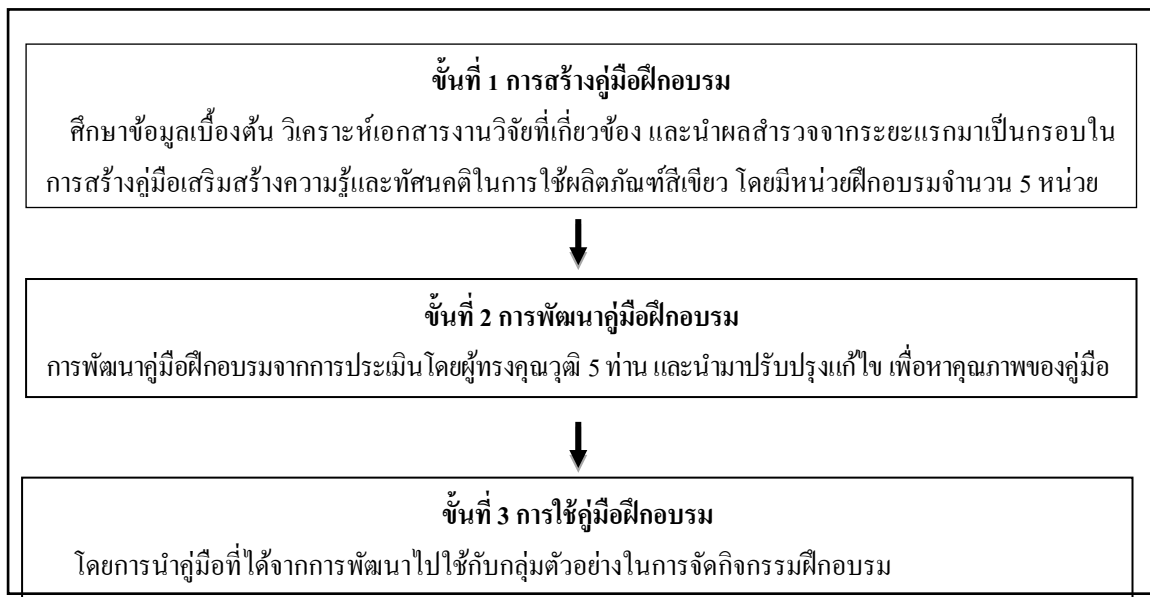 ขั้นที่ 1 การสร้างคู่มือฝึกอบรม
ศึกษาข้อมูลเบื้องต้น วิเคราะห์เอกสารงานวิจัยที่เกี่ยวข้อง และนำผลสำรวจจากระยะแรกมาเป็นกรอบใน
การสร้างคู่มือเสริมสร้างความรู้และทัศนคติในการใช้ผลิตภัณฑ์สีเขียว โดยมีหน่วยฝึกอบรมจำนวน 5 หน่วย
ขั้นที่ 2 การพัฒนาคู่มือฝึกอบรม
การพัฒนาคู่มือฝึกอบรมจากการประเมินโดยผู้ทรงคุณวุฒิ 5 ท่าน และนำมาปรับปรุงแก้ไข เพื่อหาคุณภาพของคู่มือ
ขั้นที่ 3 การใช้คู่มือฝึกอบรม
โดยการนำคู่มือที่ได้จากการพัฒนาไปใช้กับกลุ่มตัวอย่างในการจัดกิจกรรมฝึกอบรม